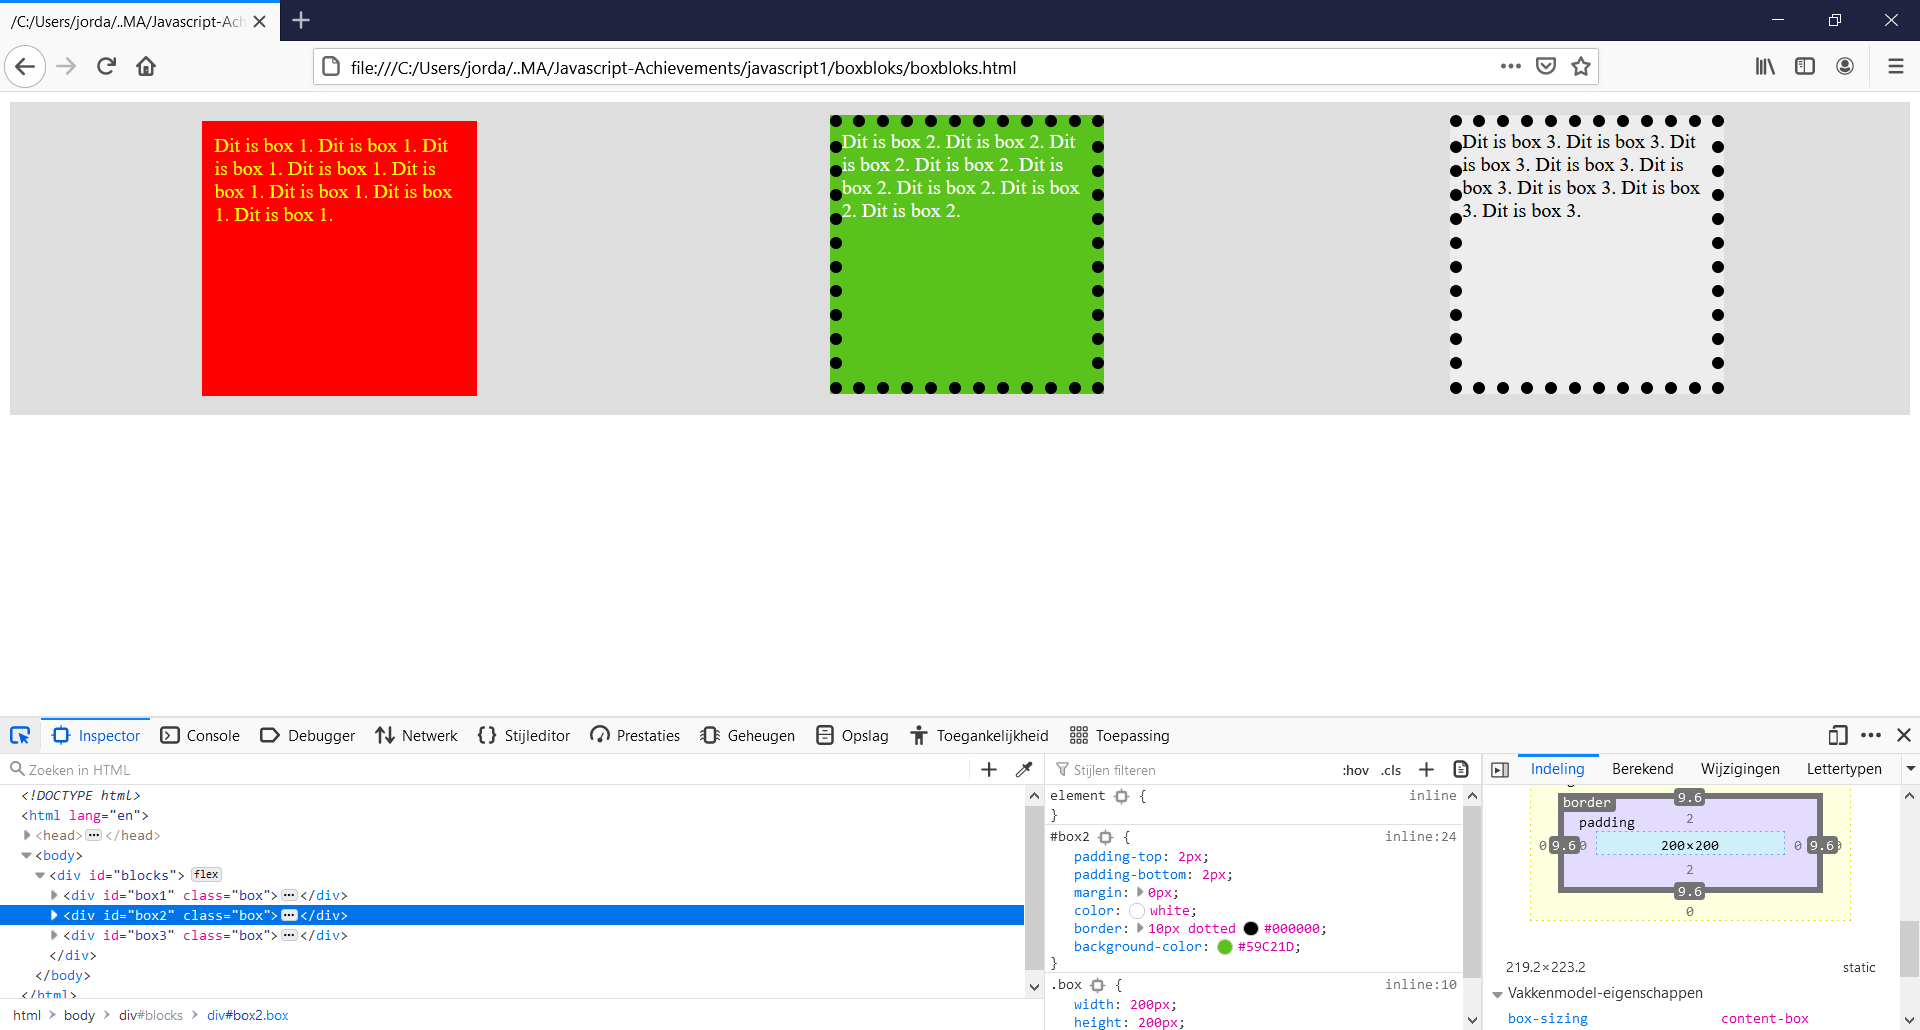 /C:/Users/jorda/..MA/Javascript-Ach
file:///C:/Users/jorda/..MA/Javascript-Achievements/javascript1/boxbloks/boxbloks.html
Dit is box 1. Dit is box 1. Dit
is box 1. Dit is box 1. Dit is
box 1. Dit is box 1. Dit is box
1. Dit is box 1.
Dit is box 2. Dit is box 2. Dit
is box 2. Dit is box 2. Dit is
box 2. Dit is box 2. Dit is box
2. Dit is box 2.
Dit is box 3. Dit is box 3. Dit
is box 3. Dit is box 3. Dit is
box 3. Dit is box 3. Dit is box
3. Dit is box 3.
Inspector Console Debugger Netwerk Stijleditor Prestaties Geheugen Opslag Toegankelijkheid Toepassing
Zoeken in HTML
<!DOCTYPE html>
<html lang="en">
<head> </head>
<body>
<div id="blocks"> flex
<div id="box1" class="box"> </div>
<div id="box2" class="box"> </div>
<div id="box3" class="box"> </div>
</div>
</body>
</html>
html body div#blocks div#box2.box
Stijlen filteren :hov .cls
element { inline
}
#box2 { inline:24
padding-top: 2px;
padding-bottom: 2px;
margin: 0px;
color: white;
border: 10px dotted #000000;
background-color: #59C21D;
}
.box { inline:10
width: 200px;
height: 200px;
Indeling Berekend Wijzigingen Lettertypen
border 9.6
padding 2
0 9.6 0 200×200 0 9.6 0
2
9.6
0
219.2×223.2 static
Vakkenmodel-eigenschappen
box-sizing content-box